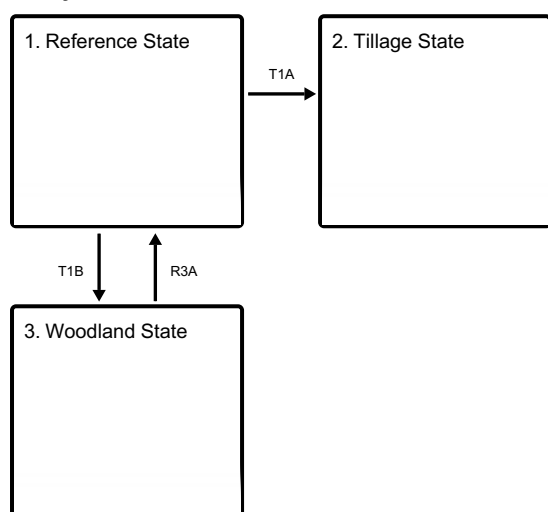 1. Reference State
2. Tillage State
T1A
T1B
R3A
3. Woodland State